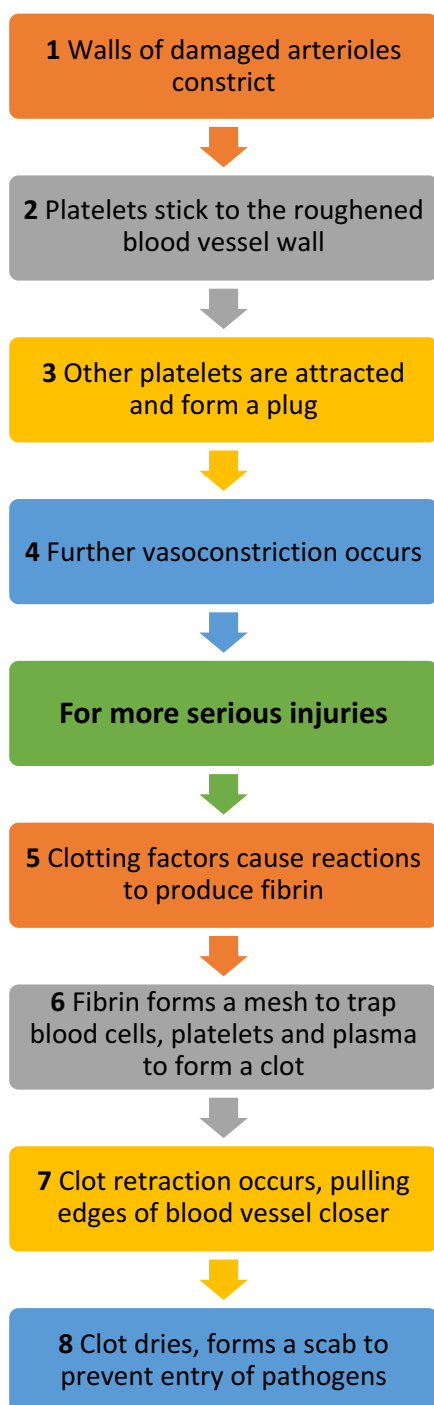 1 Walls of damaged arterioles
constrict
2 Platelets stick to the roughened
blood vessel wall
3 Other platelets are attracted
and form a plug
4 Further vasoconstriction occurs
For more serious injuries
5 Clotting factors cause reactions
to produce fibrin
6 Fibrin forms a mesh to trap
blood cells, platelets and plasma
to form a clot
7 Clot retraction occurs, pulling
edges of blood vessel closer
8 Clot dries, forms a scab to
prevent entry of pathogens